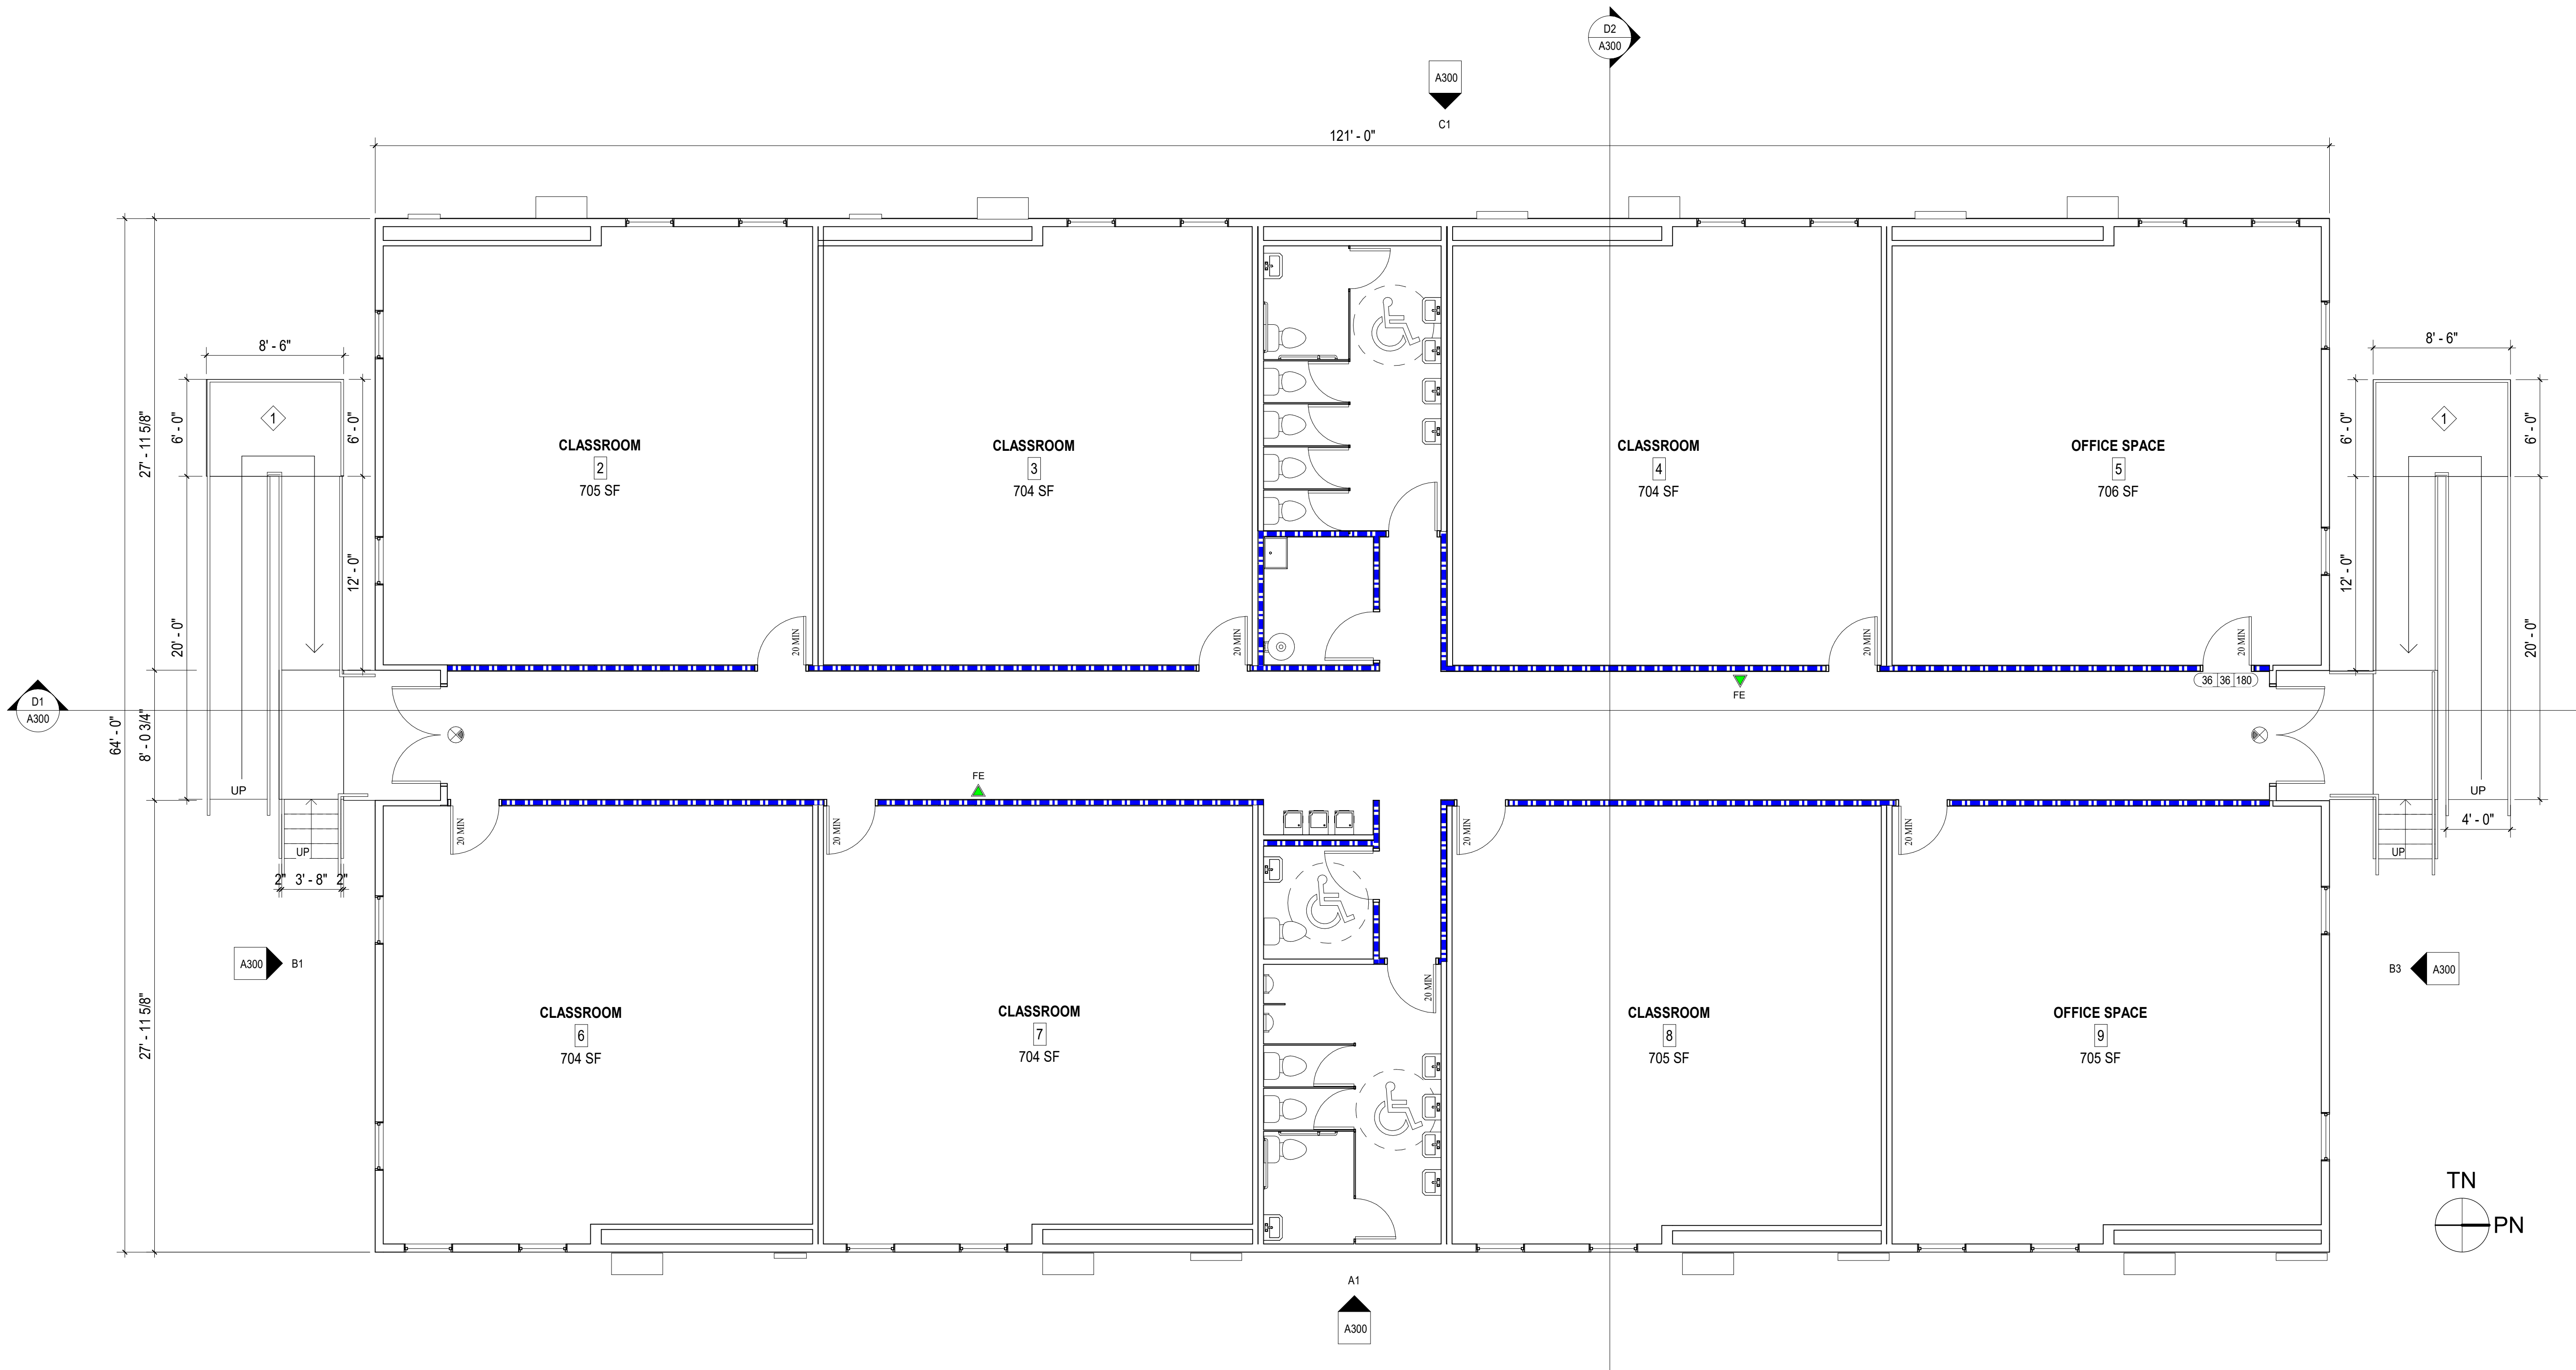 D2
A300
A300
C1
121' - 0"
8' - 6"
8' - 6"
27' - 11 5/8"
6' - 0"
1
6' - 0"
6' - 0"
1
6' - 0"
CLASSROOM
2
705 SF
CLASSROOM
3
704 SF
CLASSROOM
4
704 SF
OFFICE SPACE
5
706 SF
12' - 0"
20' - 0"
12' - 0"
20' - 0"
20 MIN
20 MIN
20 MIN
20 MIN
36 36 180
FE
D1
A300
64' - 0"
8' - 0 3/4"
FE
UP
UP
4' - 0"
20 MIN
20 MIN
20 MIN
20 MIN
UP
UP
2" 3' - 8" 2"
A300
B1
B3
A300
20 MIN
27' - 11 5/8"
CLASSROOM
6
704 SF
CLASSROOM
7
704 SF
CLASSROOM
8
705 SF
OFFICE SPACE
9
705 SF
TN
PN
A1
A300